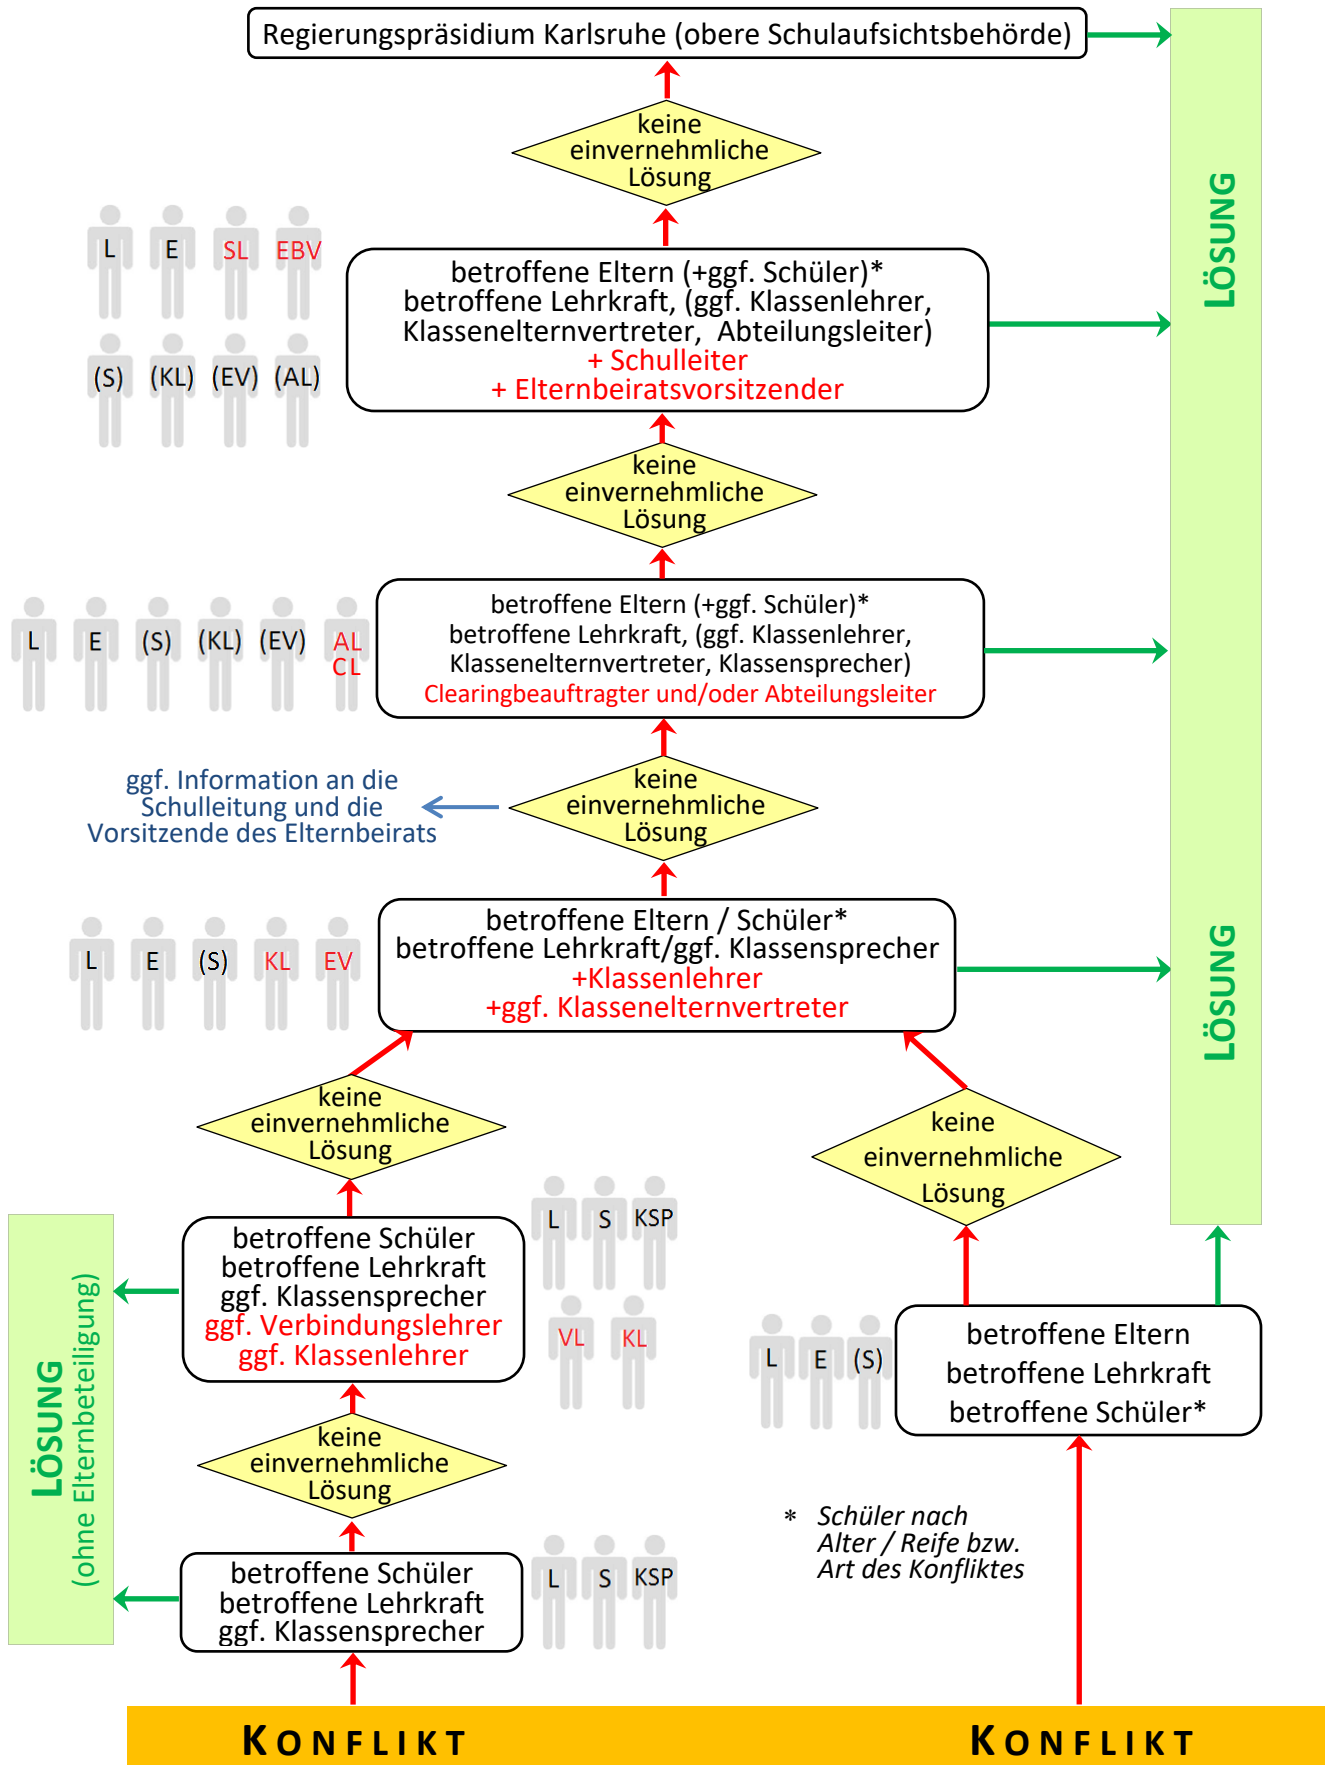 Regierungspräsidium Karlsruhe (obere Schulaufsichtsbehörde)
keine
einvernehmliche
Lösung
LÖSUNG
L E SL EBV
(S) (KL) (EV) (AL)
betroffene Eltern (+ggf. Schüler)*
betroffene Lehrkraft, (ggf. Klassenlehrer,
Klassenelternvertreter, Abteilungsleiter)
+ Schulleiter
+ Elternbeiratsvorsitzender
keine
einvernehmliche
Lösung
L E (S) (KL) (EV) AL
CL
betroffene Eltern (+ggf. Schüler)*
betroffene Lehrkraft, (ggf. Klassenlehrer,
Klassenelternvertreter, Klassensprecher)
Clearingbeauftragter und/oder Abteilungsleiter
ggf. Information an die
Schulleitung und die
Vorsitzende des Elternbeirats
keine
einvernehmliche
Lösung
L E (S) KL EV
betroffene Eltern / Schüler*
betroffene Lehrkraft/ggf. Klassensprecher
+Klassenlehrer
+ggf. Klassenelternvertreter
LÖSUNG
keine
einvernehmliche
Lösung
keine
einvernehmliche
Lösung
betroffene Schüler
betroffene Lehrkraft
ggf. Klassensprecher
ggf. Verbindungslehrer
ggf. Klassenlehrer
L S KSP
VL KL
L E (S)
betroffene Eltern
betroffene Lehrkraft
betroffene Schüler*
LÖSUNG
(ohne Elternbeteiligung)
keine
einvernehmliche
Lösung
* Schüler nach
Alter / Reife bzw.
Art des Konfliktes
betroffene Schüler
betroffene Lehrkraft
ggf. Klassensprecher
L S KSP
KONFLIKT
KONFLIKT